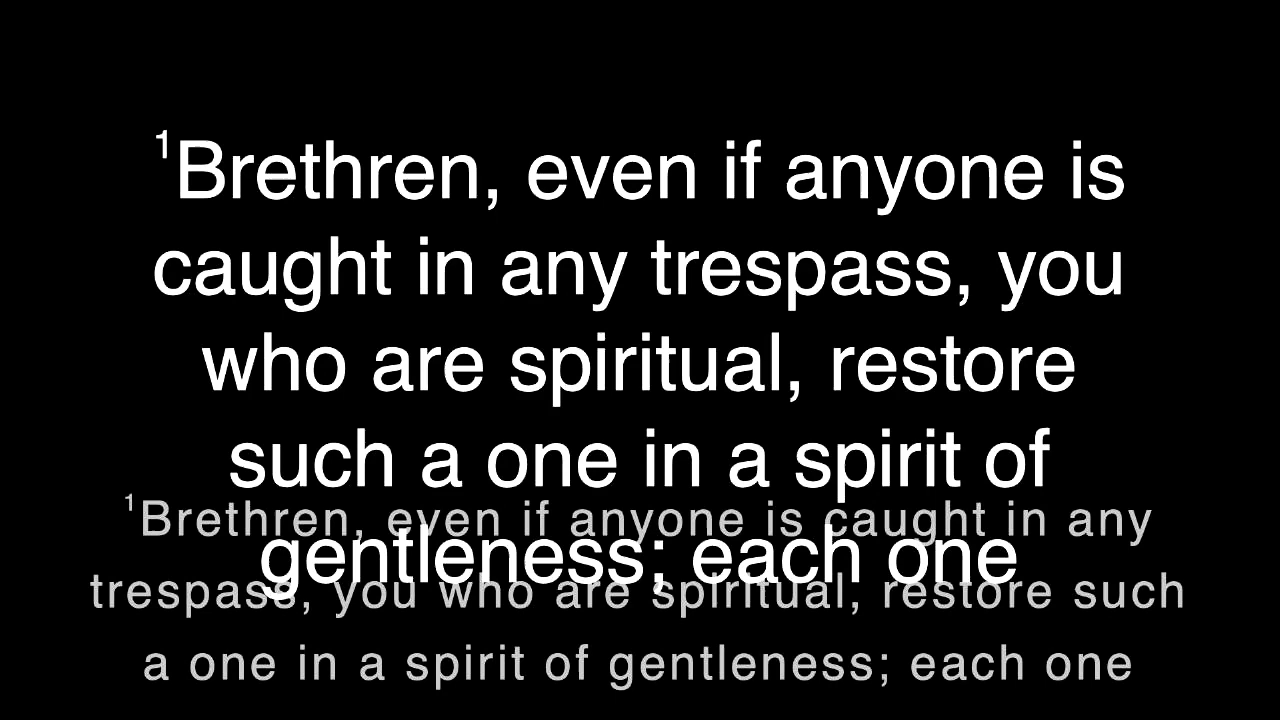 ¹Brethren, even if anyone is
caught in any trespass, you
who are spiritual, restore
such a one in a spirit of
gentleness; each one
¹Brethren, even if anyone is caught in any
trespass, you who are spiritual, restore such
a one in a spirit of gentleness; each one